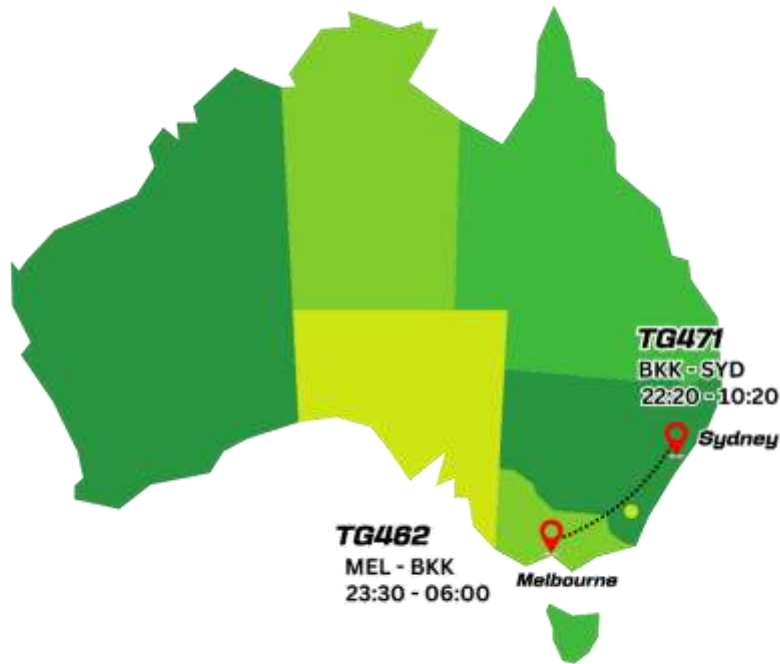 TG471
BKK - SYD
22:20 - 10:20
Sydney
TG462
MEL - BKK
23:30 - 06:00
Melbourne